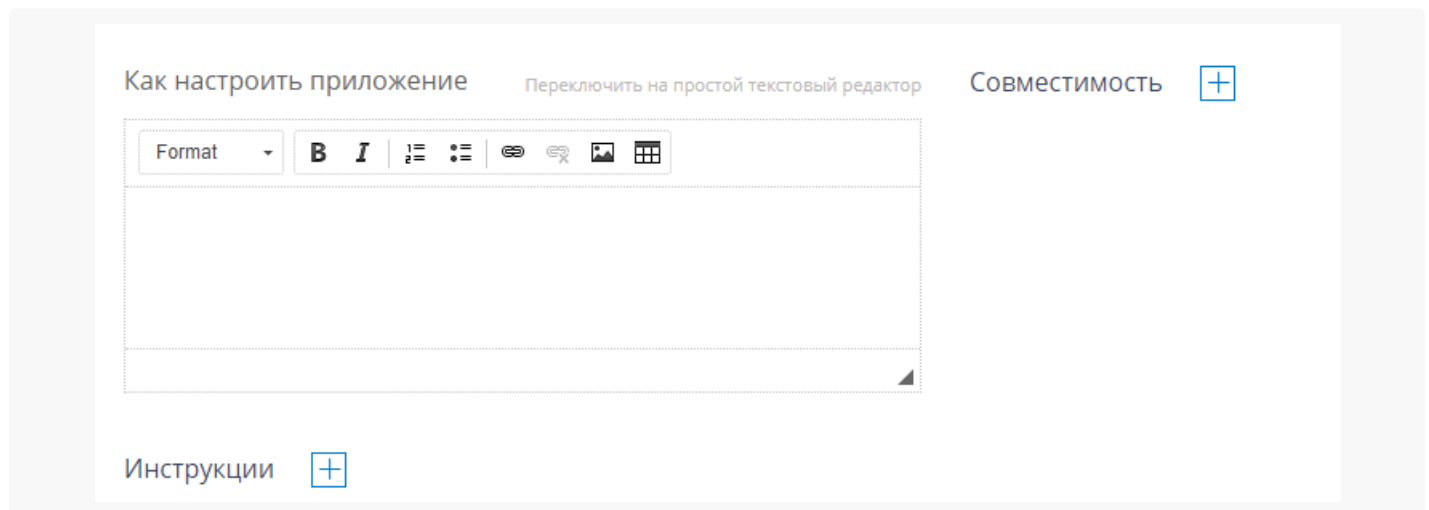 Как настроить приложение
Переключить на простой текстовый редактор
Совместимость
Format
B I
Инструкции